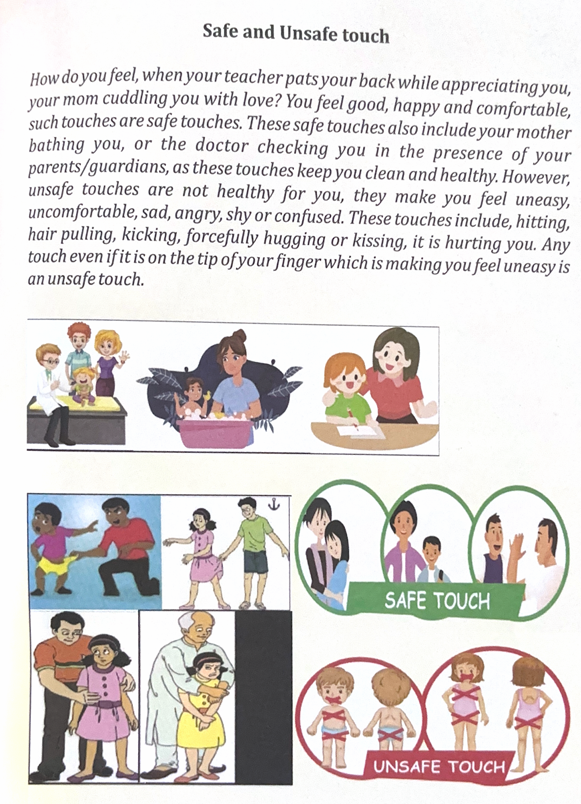 Safe and Unsafe touch
How do you feel, when your teacher pats your back while appreciating you,
your mom cuddling you with love? You feel good, happy and comfortable,
such touches are safe touches. These safe touches also include your mother
bathing you, or the doctor checking you in the presence of your
parents/guardians, as these touches keep you clean and healthy. However,
unsafe touches are not healthy for you, they make you feel uneasy,
uncomfortable, sad, angry, shy or confused. These touches include, hitting,
hair pulling, kicking, forcefully hugging or kissing, it is hurting you. Any
touch even if it is on the tip of your finger which is making you feel uneasy is
an unsafe touch.
SAFE TOUCH
UNSAFE TOUCH